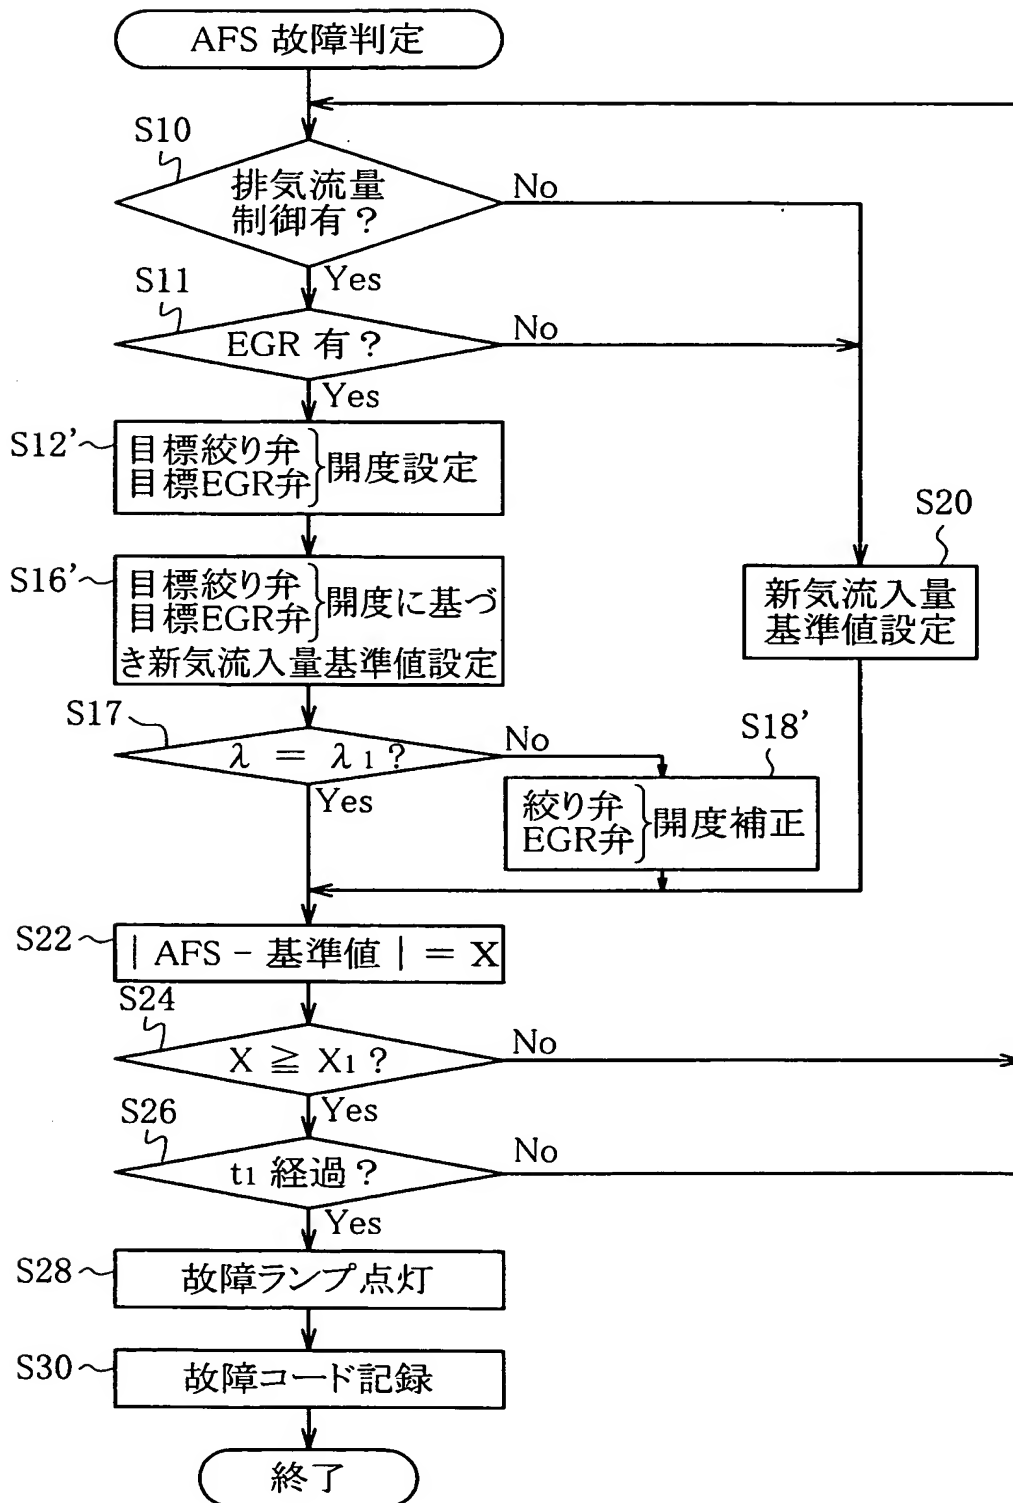 AFS 故障判定
S10
排気流量
制御有？
No
Yes
S11
EGR 有？
No
Yes
S12’
目標絞り弁
目標EGR弁
開度設定
S16’
目標絞り弁
目標EGR弁
開度に基づ
き新気流入量基準値設定
S20
新気流入量
基準値設定
S17
λ = λ1？
No
Yes
S18’
絞り弁
EGR弁
開度補正
S22
| AFS - 基準値 | = X
S24
X ≧ X1？
No
Yes
S26
t1 経過？
No
Yes
S28
故障ランプ点灯
S30
故障コード記録
終了